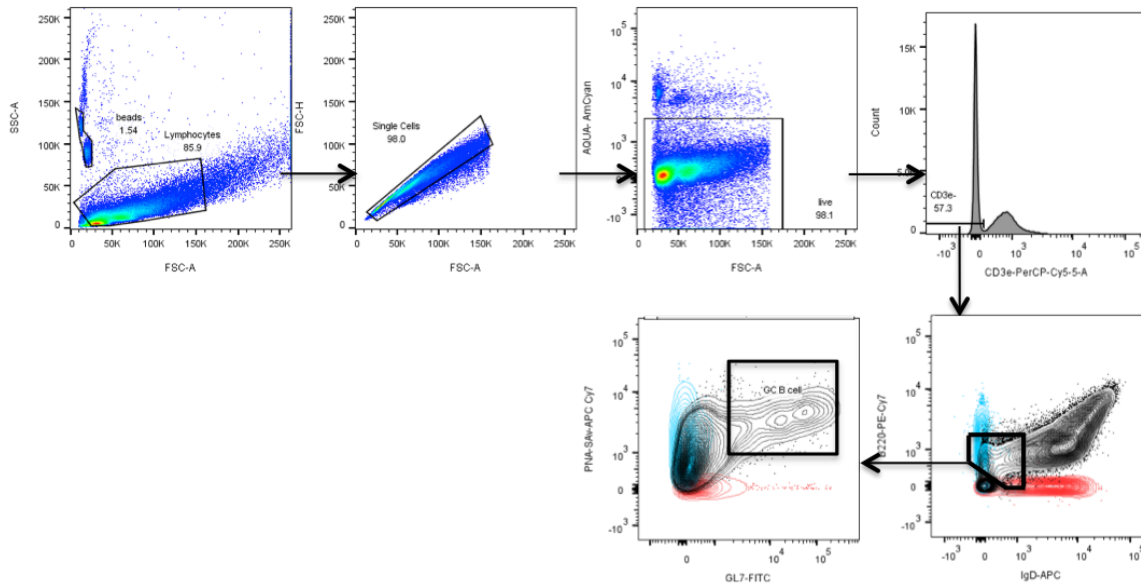 250K
200K
150K
100K
50K
0
SSC-A
beads
1.54
Lymphocytes
85.9
0 50K 100K 150K 200K 250K
FSC-A
250K
200K
150K
100K
50K
0
FSC-H
Single Cells
98.0
0 50K 100K 150K 200K 250K
FSC-A
10^5
10^4
10^3
0
-10^3
AQUA- AmCyan
live
98.1
0 50K 100K 150K 200K 250K
FSC-A
15K
10K
5.0
0
Count
CD3e-
57.3
-10^3 0 10^3 10^4 10^5
CD3e-PerCP-Cy5-5-A
10^5
10^4
10^3
0
-10^3
PNA-SAv-APC Cy7
GC B cell
0 10^3 10^4 10^5
GL7-FITC
10^5
10^4
10^3
0
-10^3
B220-PE-Cy7
-10^3 0 10^3 10^4 10^5
IgD-APC